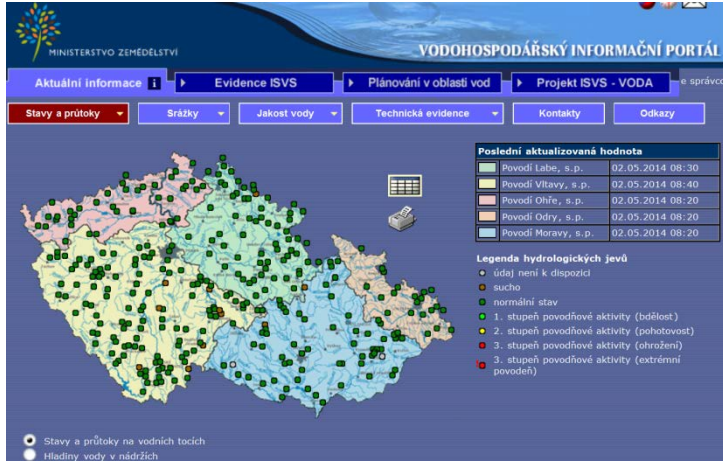 MINISTERSTVO ZEMĚDĚLSTVÍ
VODOHOSPODÁŘSKÝ INFORMAČNÍ PORTÁL
Aktuální informace i Evidence ISVS Plánování v oblasti vod Projekt ISVS - VODA e správco
Stavy a průtoky Srážky Jakost vody Technická evidence Kontakty Odkazy
Poslední aktualizovaná hodnota
Povodí Labe, s.p. 02.05.2014 08:30
Povodí Vltavy, s.p. 02.05.2014 08:40
Povodí Ohře, s.p. 02.05.2014 08:20
Povodí Odry, s.p. 02.05.2014 08:20
Povodí Moravy, s.p. 02.05.2014 08:20
Legenda hydrologických jevů
údaj není k dispozici
sucho
normální stav
1. stupeň povodňové aktivity (bdělost)
2. stupeň povodňové aktivity (pohotovost)
3. stupeň povodňové aktivity (ohrožení)
3. stupeň povodňové aktivity (extrémní
povodeň)
Stavy a průtoky na vodních tocích
Hladiny vody v nádržích